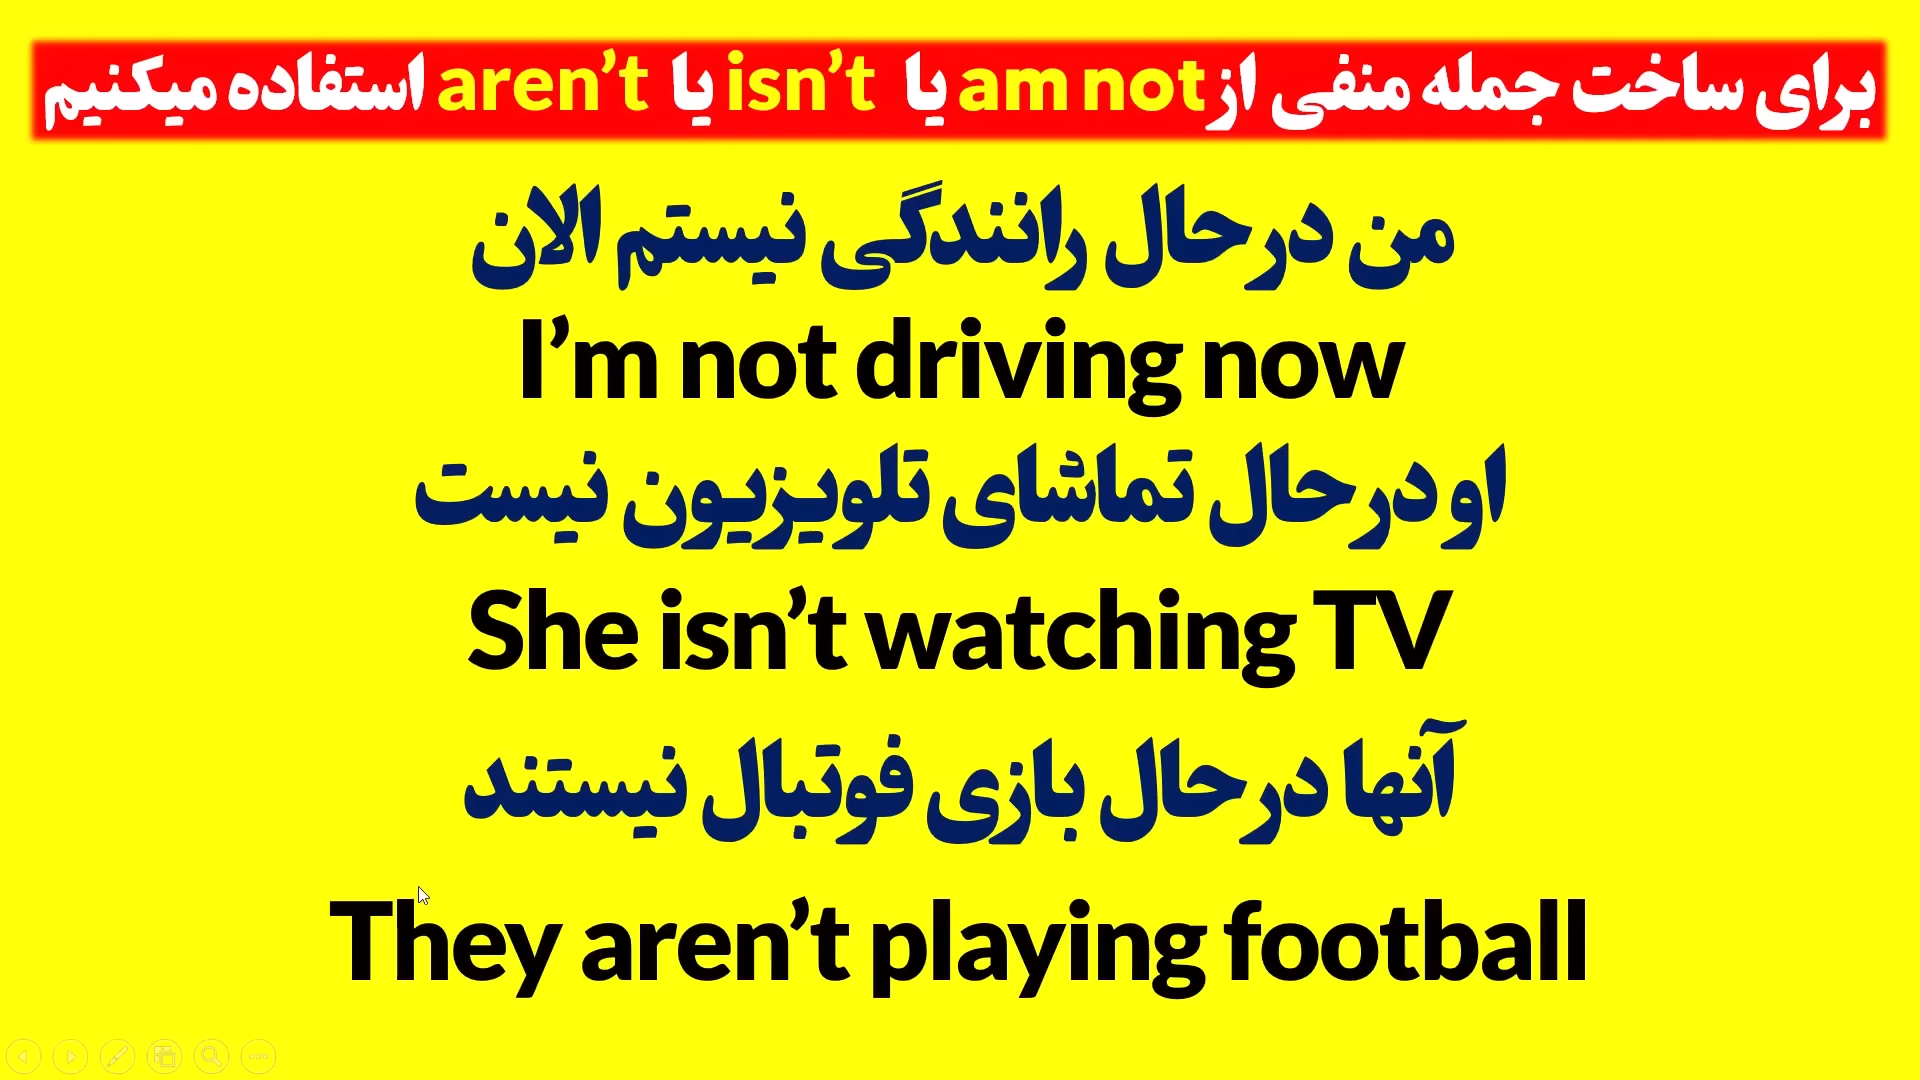 برای ساخت جمله منفی از am not یا isn’t یا aren’t استفاده میکنیم
من درحال رانندگی نیستم الان
I’m not driving now
او درحال تماشای تلویزیون نیست
She isn’t watching TV
آنها درحال بازی فوتبال نیستند
They aren’t playing football